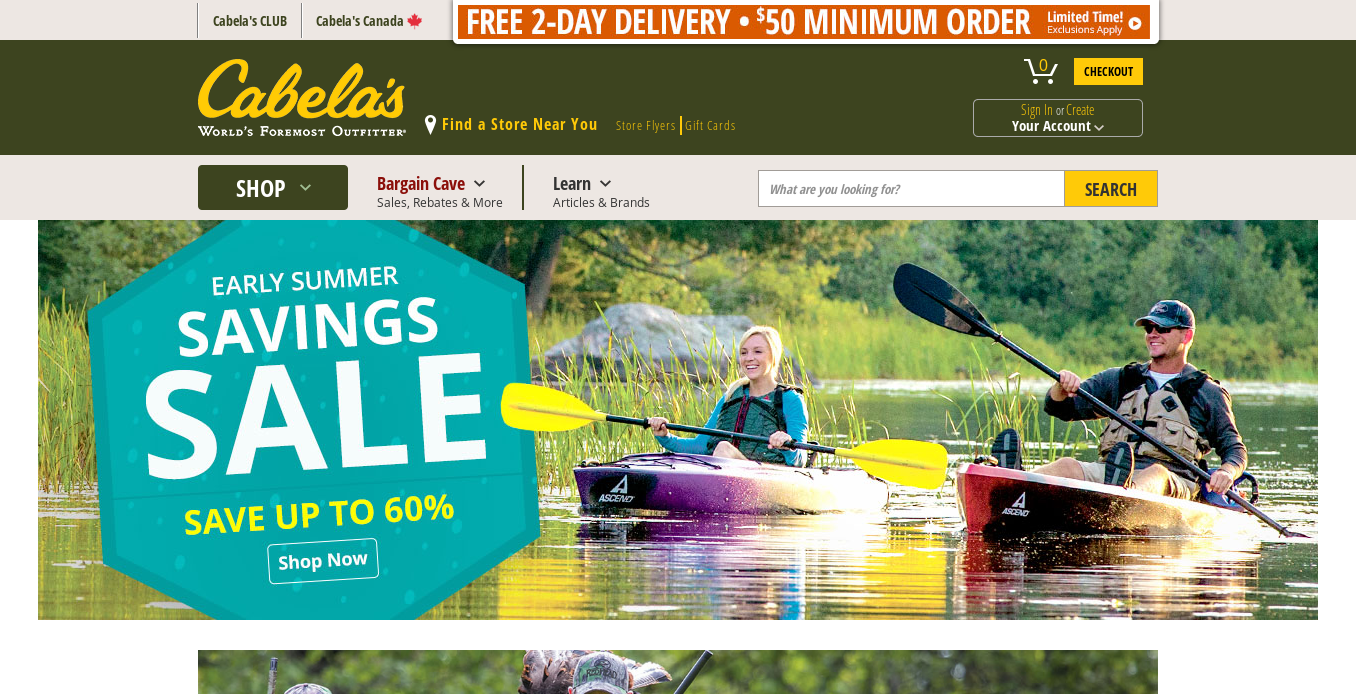 Cabela's CLUB
Cabela's Canada
FREE 2-DAY DELIVERY • $50 MINIMUM ORDER
Limited Time!
Exclusions Apply
Cabela's
WORLD'S FOREMOST OUTFITTER®
Find a Store Near You
Store Flyers
Gift Cards
0
CHECKOUT
Sign In or Create
Your Account
SHOP
Bargain Cave
Sales, Rebates & More
Learn
Articles & Brands
What are you looking for?
SEARCH
EARLY SUMMER
SAVINGS
SALE
SAVE UP TO 60%
Shop Now
ASCEND
ASCEND